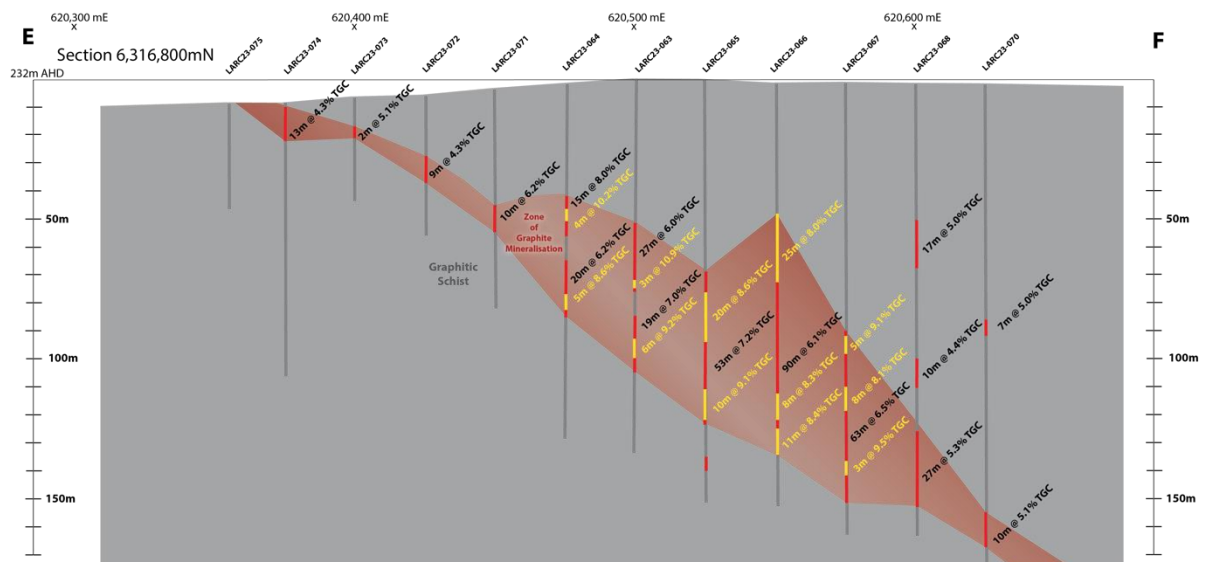 620,300 mE
x
620,400 mE
x
620,500 mE
x
620,600 mE
x
E
F
Section 6,316,800mN
232m AHD
LARC23-075
LARC23-074
LARC23-073
LARC23-072
LARC23-071
LARC23-064
LARC23-063
LARC23-065
LARC23-066
LARC23-067
LARC23-068
LARC23-070
13m @ 4.3% TGC
2m @ 5.1% TGC
9m @ 4.3% TGC
10m @ 6.2% TGC
15m @ 8.0% TGC
4m @ 10.2% TGC
20m @ 6.2% TGC
5m @ 8.6% TGC
27m @ 6.0% TGC
3m @ 10.9% TGC
19m @ 7.0% TGC
6m @ 9.2% TGC
20m @ 8.6% TGC
53m @ 7.2% TGC
10m @ 9.1% TGC
25m @ 8.0% TGC
90m @ 6.1% TGC
8m @ 8.3% TGC
11m @ 8.4% TGC
5m @ 9.1% TGC
8m @ 8.1% TGC
63m @ 6.5% TGC
3m @ 9.5% TGC
17m @ 5.0% TGC
10m @ 4.4% TGC
27m @ 5.3% TGC
7m @ 5.0% TGC
10m @ 5.1% TGC
Zone
of
Graphite
Mineralisation
Graphitic
Schist
50m
100m
150m
50m
100m
150m